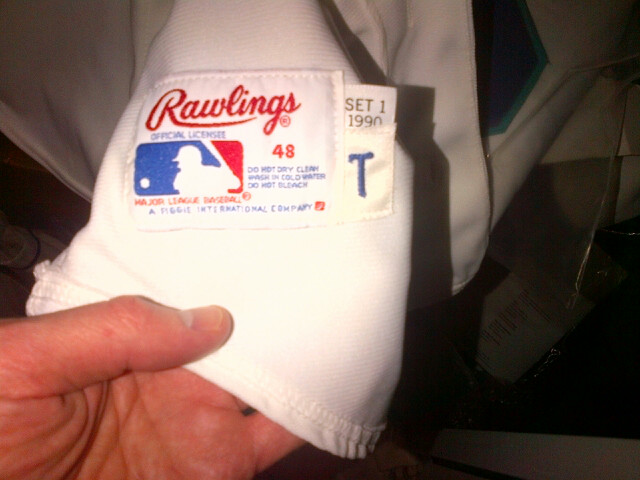 Rawlings®
OFFICIAL LICENSEE
48
DO NOT DRY CLEAN
WASH IN COLD WATER
DO NOT BLEACH
MAJOR LEAGUE BASEBALL®
A FIGGIE INTERNATIONAL COMPANY
SET 1
1990
T